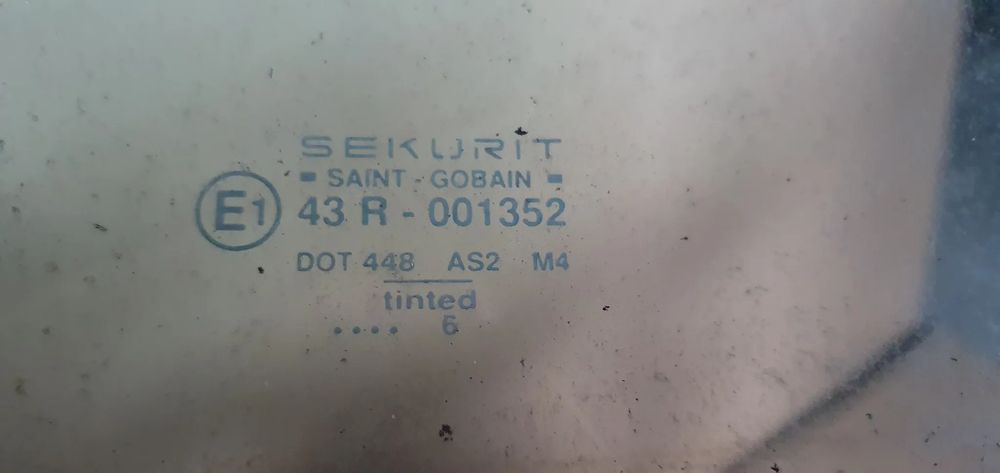 SEKURIT
SAINT - GOBAIN
E1 43 R - 001352
DOT 448 AS2 M4
tinted
.... 6